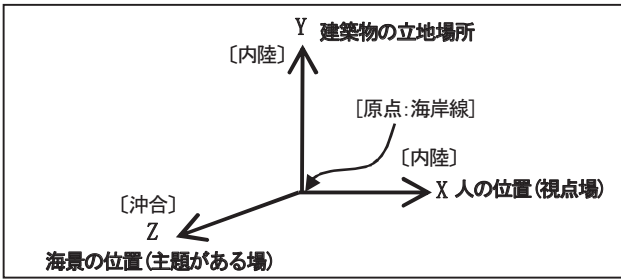 Y 建築物の立地場所
〔内陸〕
[原点:海岸線]
〔内陸〕
X 人の位置(視点場)
〔沖合〕
Z
海景の位置(主題がある場)